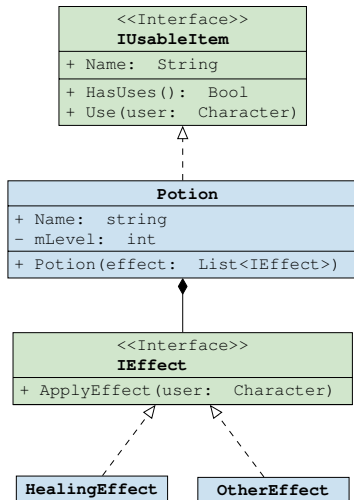 <<Interface>>
IUsableItem
+ Name: String
+ HasUses(): Bool
+ Use(user: Character)
Potion
+ Name: string
− mLevel: int
+ Potion(effect: List<IEffect>)
<<Interface>>
IEffect
+ ApplyEffect(user: Character)
HealingEffect OtherEffect